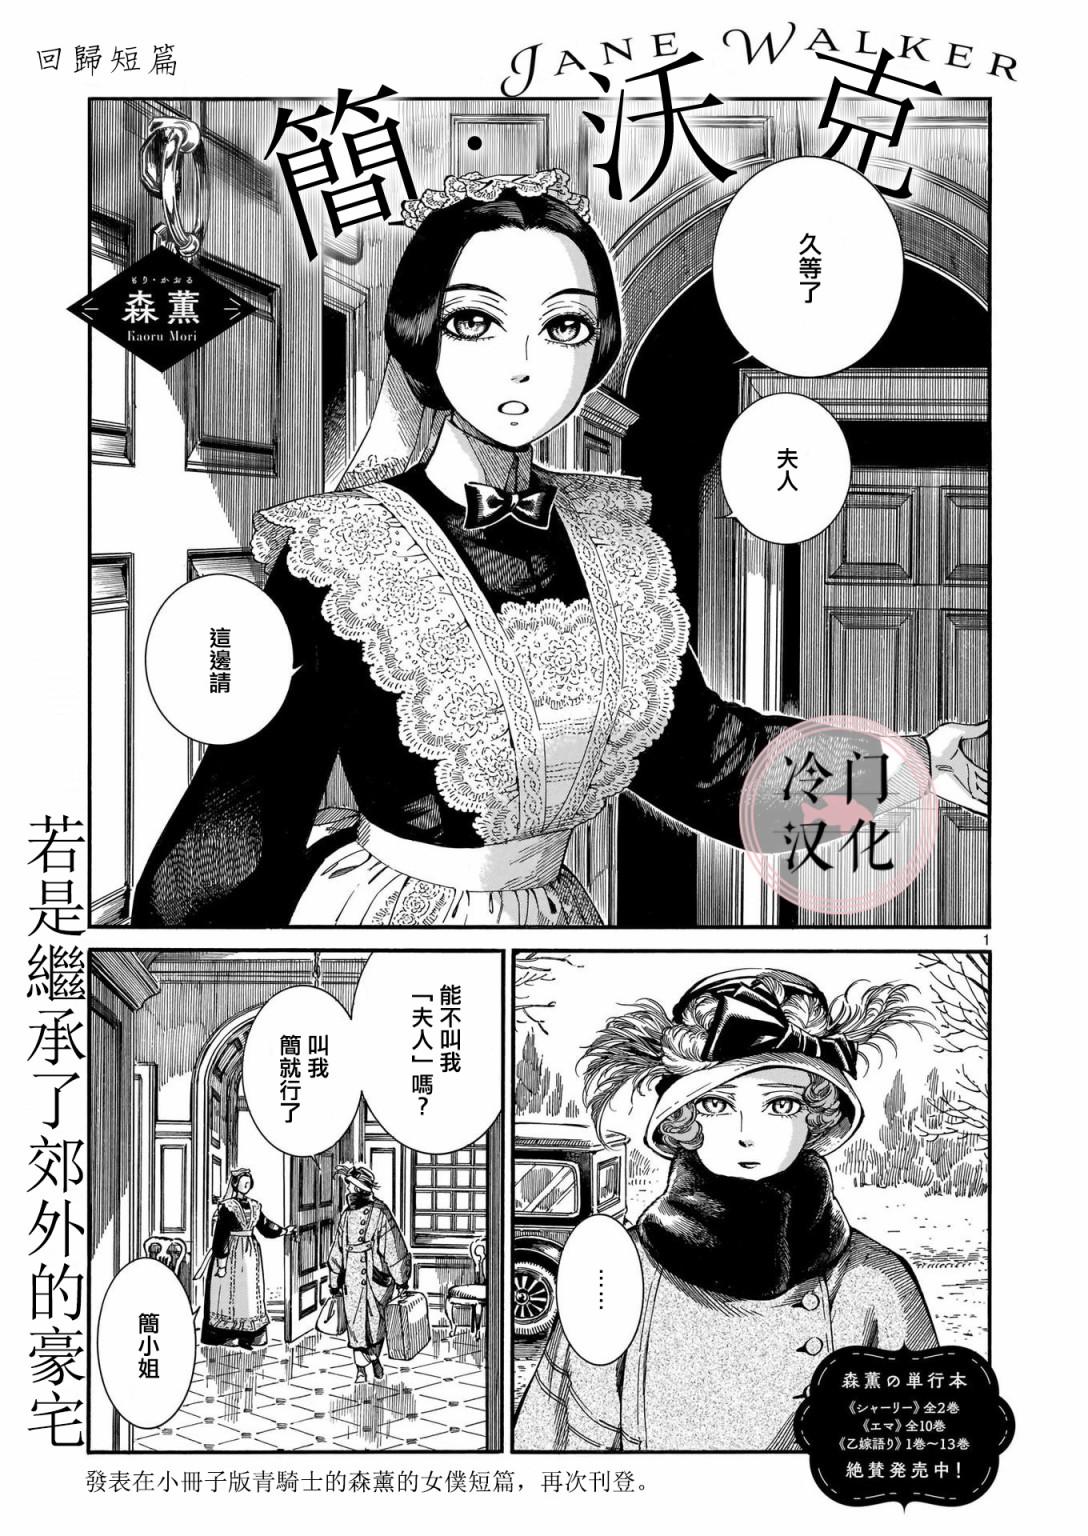 回歸短篇
JANE WALKER
簡·沃克
もり・かおる
森薫
Kaoru Mori
久等了
夫人
這邊請
冷门
汉化
1
……
能不叫我
「夫人」嗎?
叫我
簡就行了
簡小姐
若是繼承了郊外的豪宅
森薫の単行本
《シャーリー》全2巻
《エマ》全10巻
《乙嫁語り》1巻〜13巻
絶賛発売中!
發表在小冊子版青騎士的森薰的女僕短篇，再次刊登。